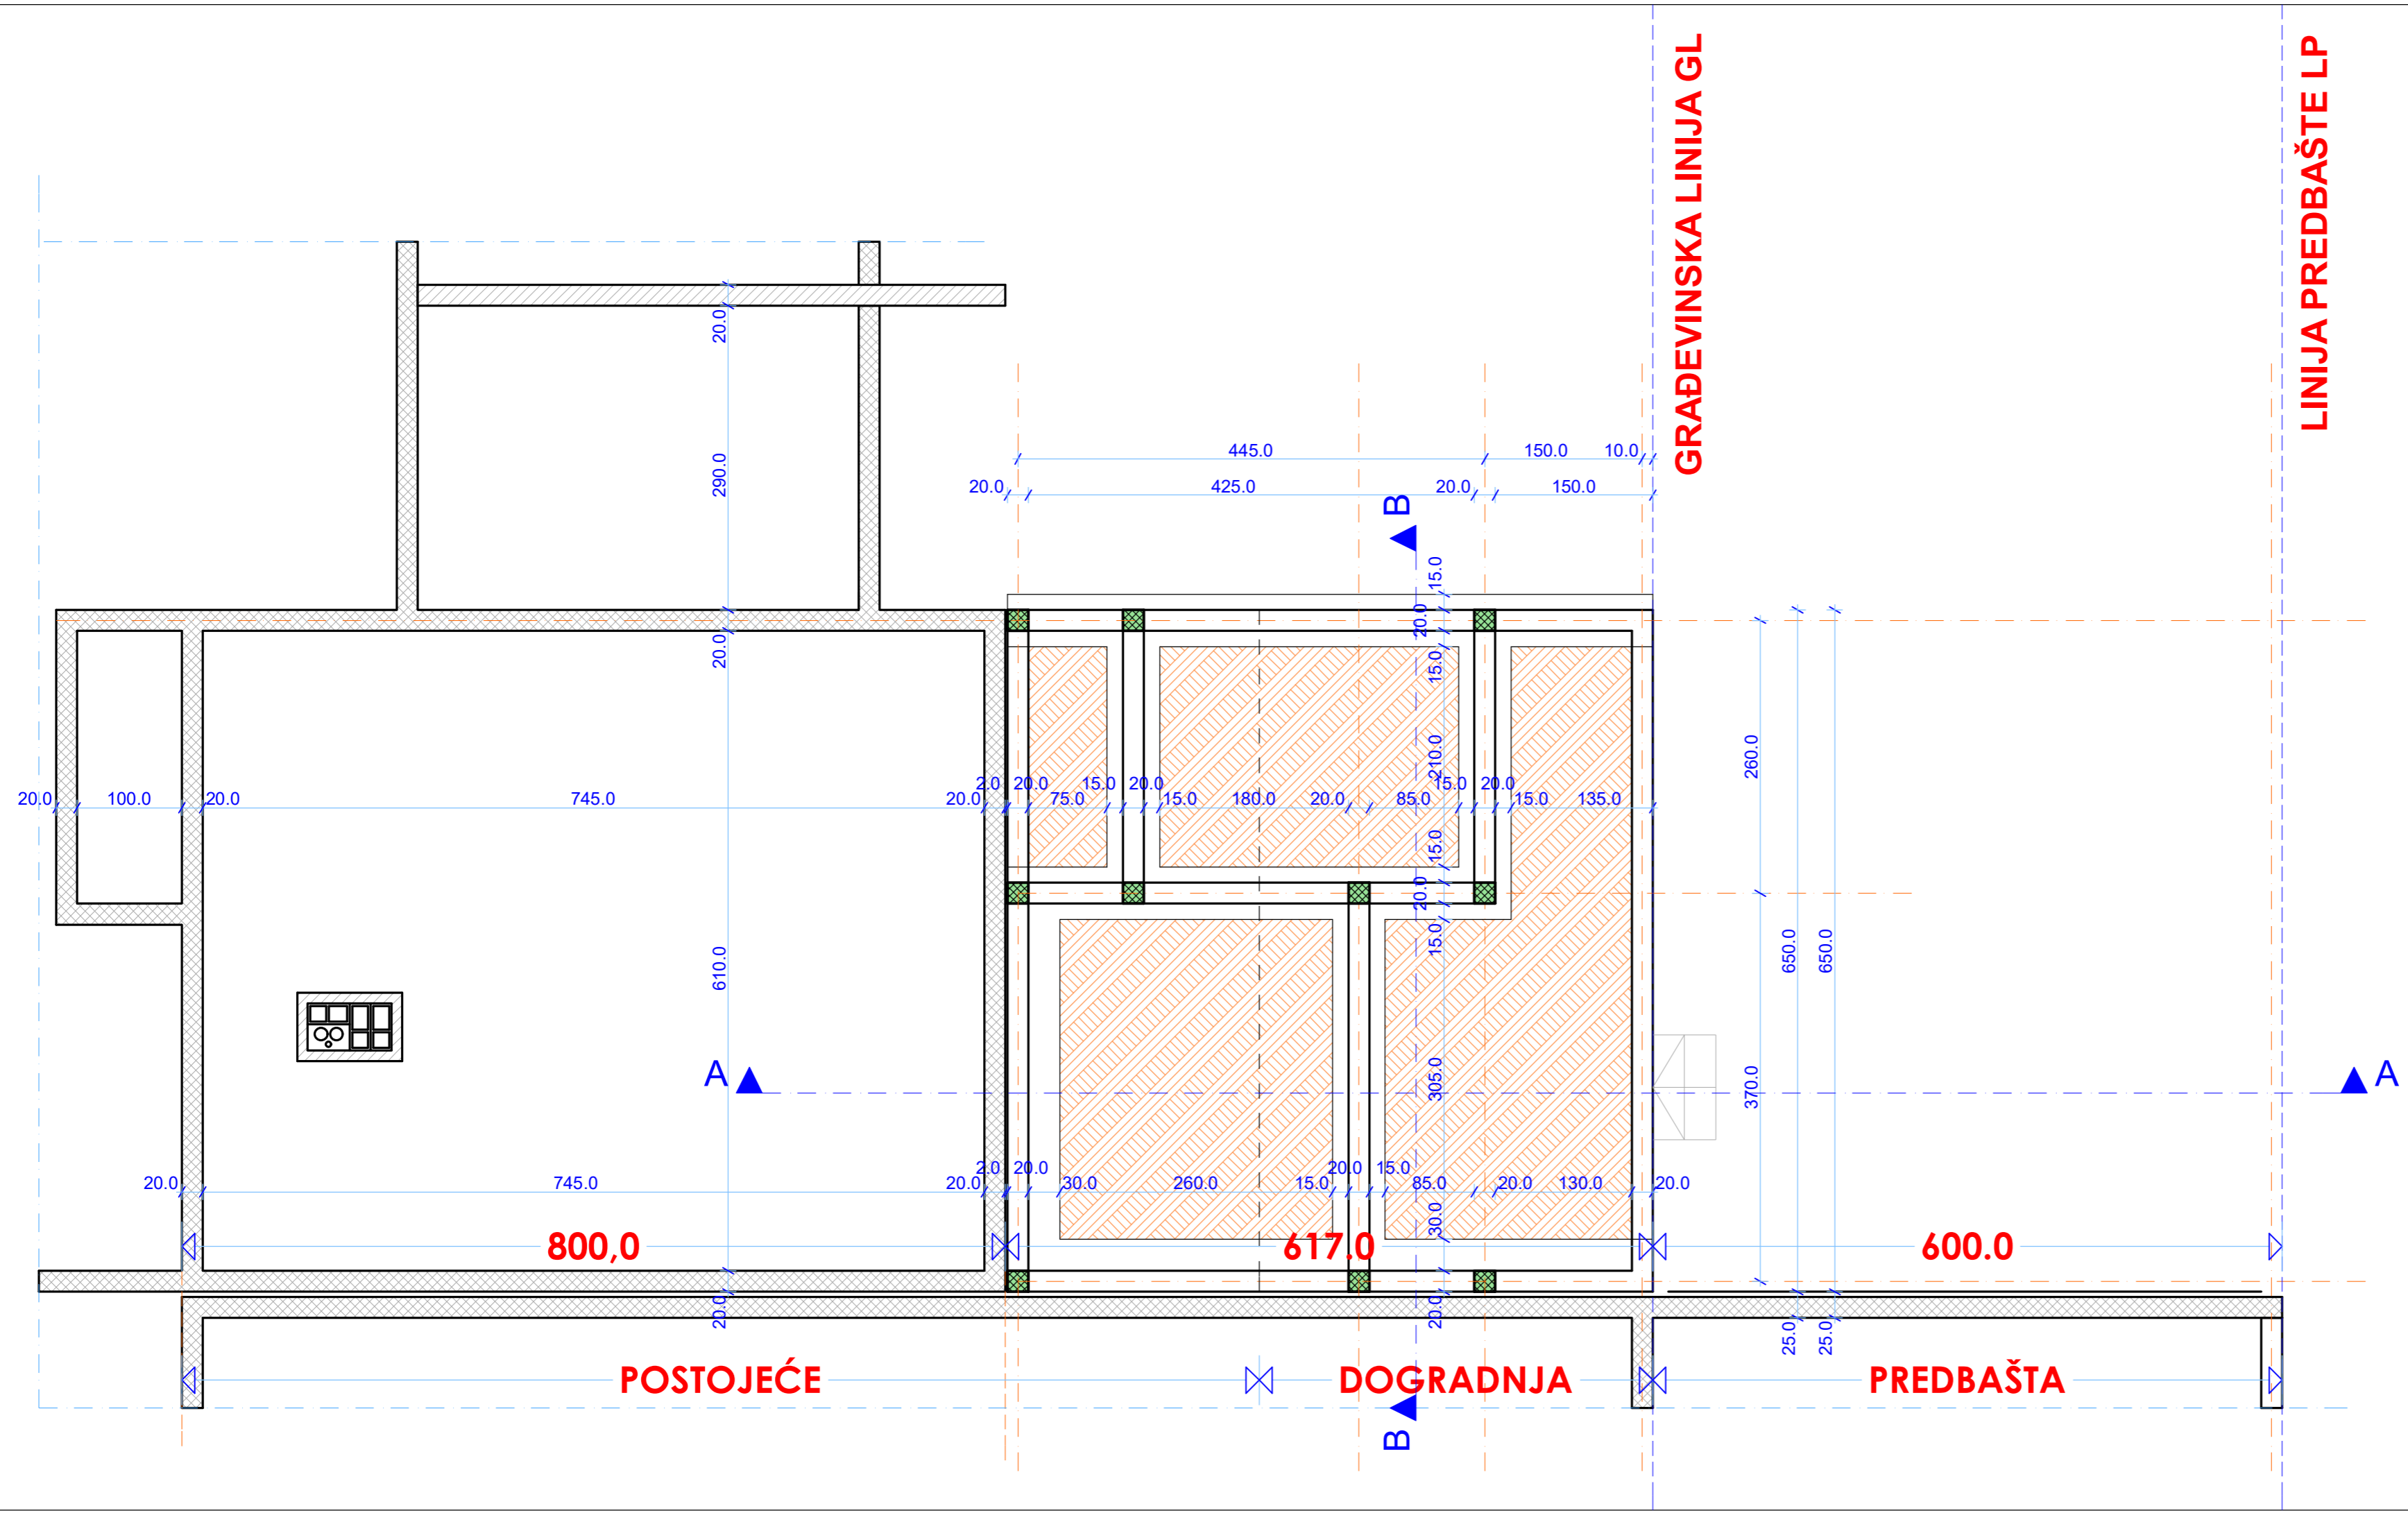 GRAĐEVINSKA LINIJA GL
LINIJA PREDBAŠTE LP
20.0
290.0
20.0
610.0
20.0
445.0 150.0 10.0
20.0 425.0 20.0 150.0
B
15.0
20.0
15.0
210.0
15.0
20.0
15.0
305.0
30.0
20.0
2.0 20.0 15.0 20.0 15.0 20.0
20.0 100.0 20.0 745.0 20.0 75.0 15.0 180.0 20.0 85.0 15.0 135.0
260.0
370.0
650.0
650.0
25.0
25.0
A A
2.0 20.0 20.0 15.0
20.0 745.0 20.0 30.0 260.0 15.0 85.0 20.0 130.0 20.0
800,0 617.0 600.0
POSTOJEĆE DOGRADNJA PREDBAŠTA
B